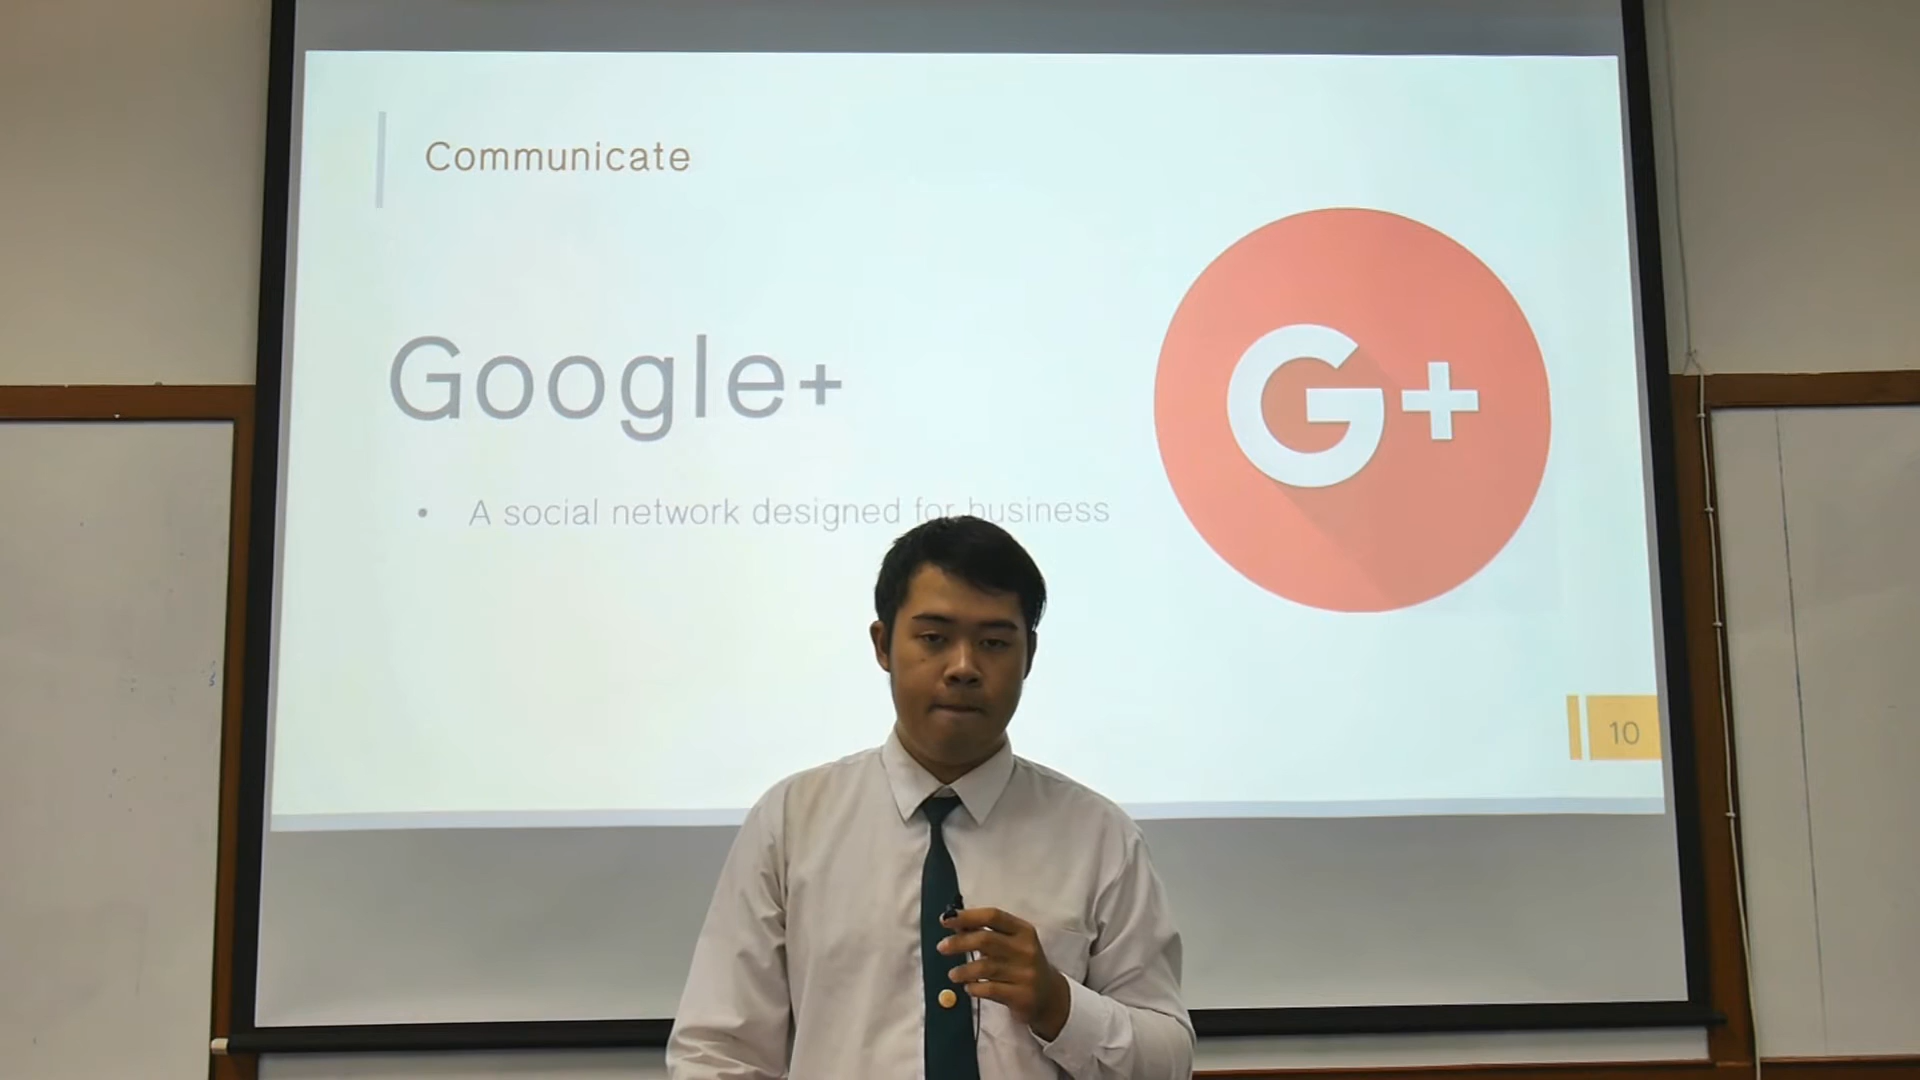 Communicate
Google+
• A social network designed for business
G+
10